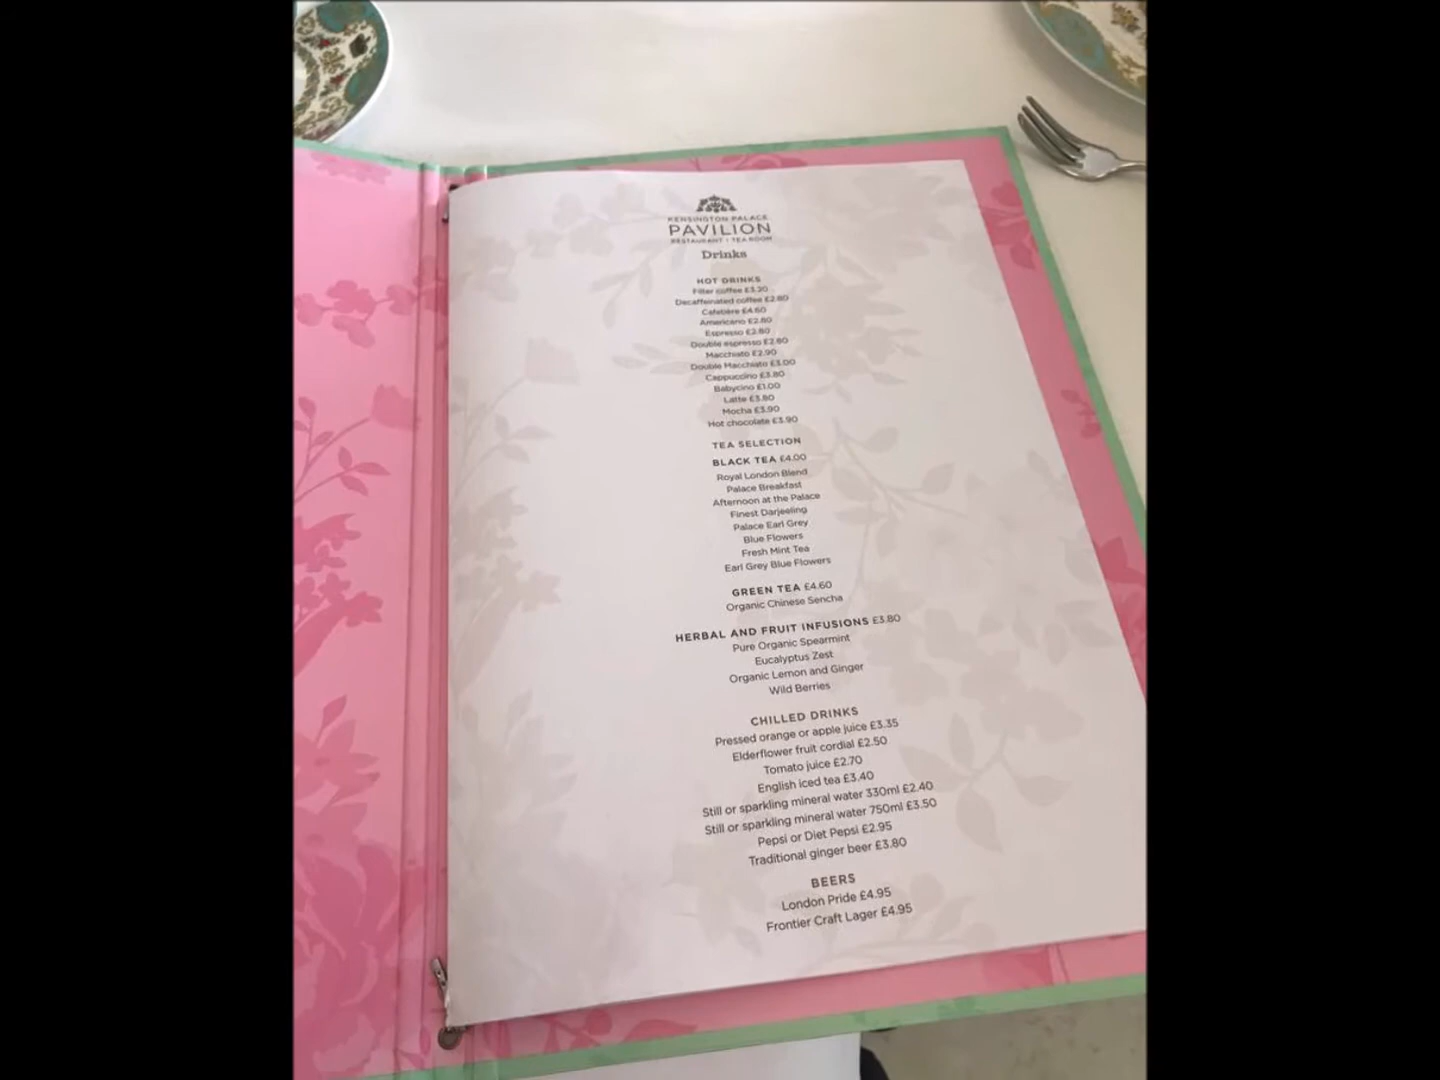 KENSINGTON PALACE
PAVILION
RESTAURANT · TEA ROOM
Drinks
HOT DRINKS
Filter coffee £3.20
Decaffeinated coffee £2.80
Cafetière £4.60
Americano £2.80
Espresso £2.80
Double espresso £2.80
Macchiato £2.90
Double Macchiato £3.00
Cappuccino £3.80
Babycino £1.00
Latte £3.80
Mocha £3.90
Hot chocolate £3.90
TEA SELECTION
BLACK TEA £4.00
Royal London Blend
Palace Breakfast
Afternoon at the Palace
Finest Darjeeling
Palace Earl Grey
Blue Flowers
Fresh Mint Tea
Earl Grey Blue Flowers
GREEN TEA £4.60
Organic Chinese Sencha
HERBAL AND FRUIT INFUSIONS £3.80
Pure Organic Spearmint
Eucalyptus Zest
Organic Lemon and Ginger
Wild Berries
CHILLED DRINKS
Pressed orange or apple juice £3.35
Elderflower fruit cordial £2.50
Tomato juice £2.70
English iced tea £3.40
Still or sparkling mineral water 330ml £2.40
Still or sparkling mineral water 750ml £3.50
Pepsi or Diet Pepsi £2.95
Traditional ginger beer £3.80
BEERS
London Pride £4.95
Frontier Craft Lager £4.95